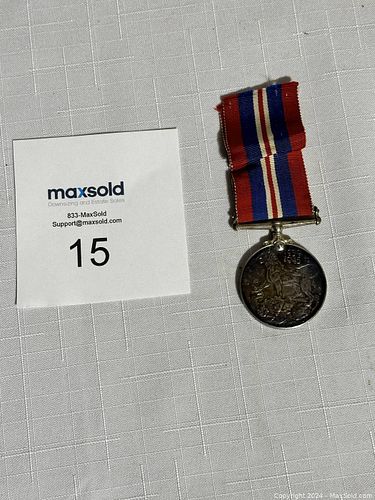 maxsold
Downsizing and Estate Sales
833-MaxSold
Support@maxsold.com
15
Copyright 2024 - MaxSold.com